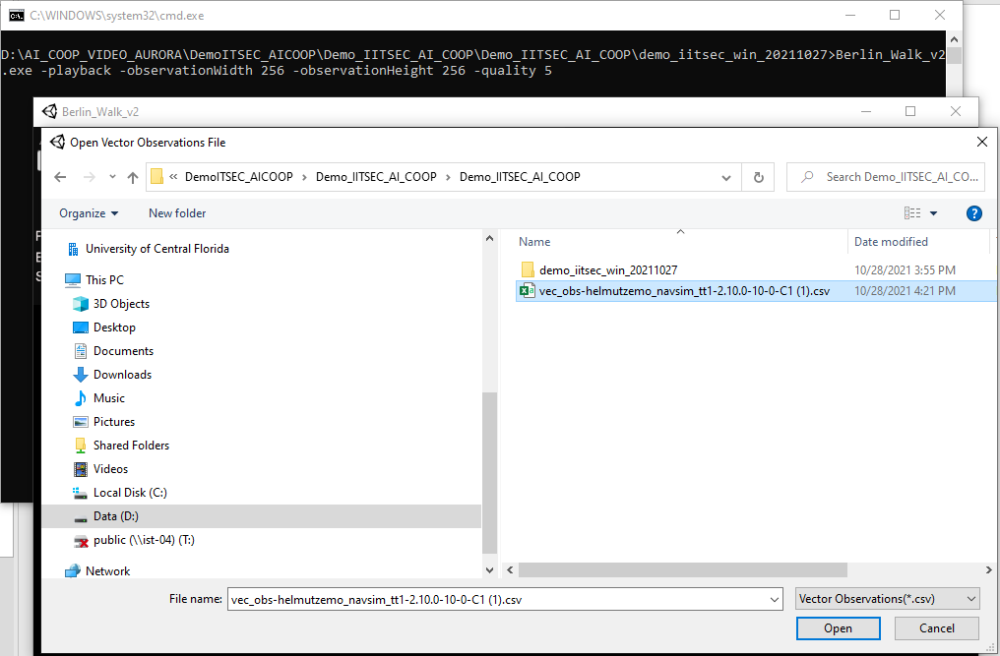 C:\WINDOWS\system32\cmd.exe
D:\AI_COOP_VIDEO_AURORA\DemoITSEC_AICOOP\Demo_IITSEC_AI_COOP\Demo_IITSEC_AI_COOP\demo_iitsec_win_20211027>Berlin_Walk_v2
.exe -playback -observationWidth 256 -observationHeight 256 -quality 5
Berlin_Walk_v2
Open Vector Observations File
« DemoITSEC_AICOOP › Demo_IITSEC_AI_COOP › Demo_IITSEC_AI_COOP
Search Demo_IITSEC_AI_CO...
Organize
New folder
?
University of Central Florida
This PC
3D Objects
Desktop
Documents
Downloads
Music
Pictures
Shared Folders
Videos
Local Disk (C:)
Data (D:)
public (\\ist-04) (T:)
Network
Name Date modified
demo_iitsec_win_20211027 10/28/2021 3:55 PM
vec_obs-helmutzemo_navsim_tt1-2.10.0-10-0-C1 (1).csv 10/28/2021 4:21 PM
File name: vec_obs-helmutzemo_navsim_tt1-2.10.0-10-0-C1 (1).csv
Vector Observations(*.csv)
Open Cancel